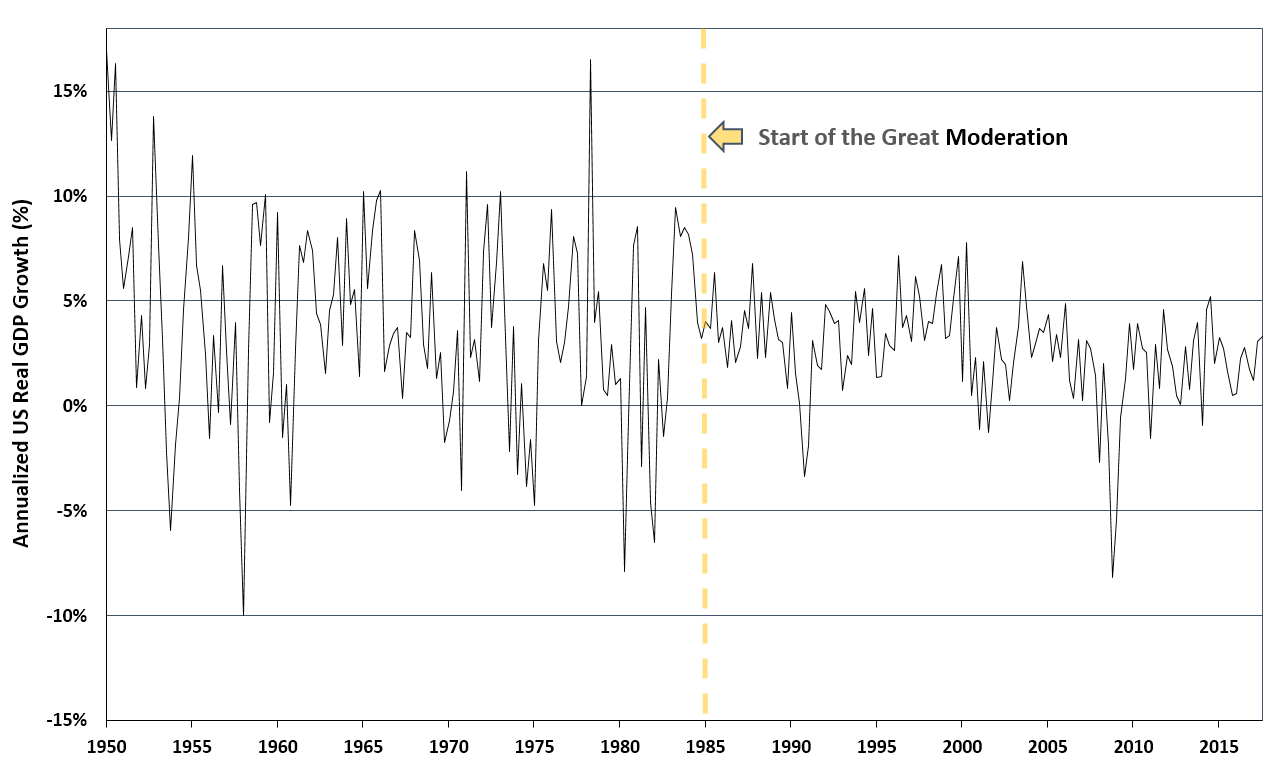 Annualized US Real GDP Growth (%)
15%
10%
5%
0%
-5%
-10%
-15%
Start of the Great Moderation
1950 1955 1960 1965 1970 1975 1980 1985 1990 1995 2000 2005 2010 2015